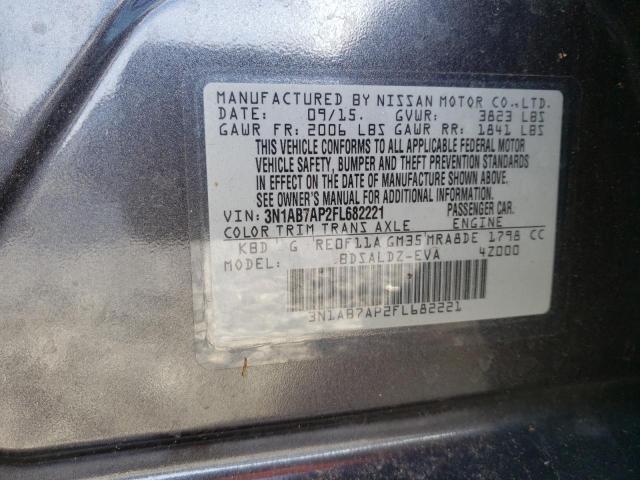 MANUFACTURED BY NISSAN MOTOR CO., LTD.
DATE: 09/15. GVWR: 3823 LBS
GAWR FR: 2006 LBS GAWR RR: 1841 LBS
THIS VEHICLE CONFORMS TO ALL APPLICABLE FEDERAL MOTOR
VEHICLE SAFETY, BUMPER AND THEFT PREVENTION STANDARDS
IN EFFECT ON THE DATE OF MANUFACTURE SHOWN ABOVE.
SEE OWNER'S MANUAL FOR ADDITIONAL INFORMATION.
VIN: 3N1AB7AP2FL682221 PASSENGER CAR.
COLOR TRIM TRANS AXLE ENGINE
KBD G RE0F11A GM35 MRA8DE 1798 CC
MODEL: BDSALDZ-EVA 4Z000
3N1AB7AP2FL682221